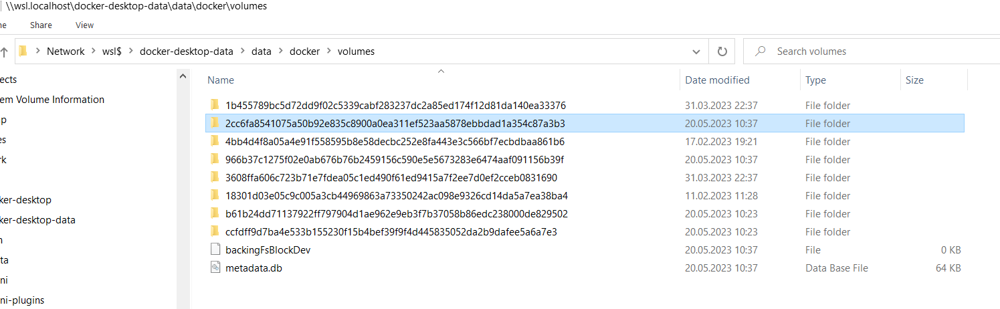 \\wsl.localhost\docker-desktop-data\data\docker\volumes
ne Share View
Network > wsl$ > docker-desktop-data > data > docker > volumes Search volumes
ects
em Volume Information
p
es
rk
ker-desktop
ker-desktop-data
n
ta
ni
ni-plugins
Name Date modified Type Size
1b455789bc5d72dd9f02c5339cabf283237dc2a85ed174f12d81da140ea33376 31.03.2023 22:37 File folder
2cc6fa8541075a50b92e835c8900a0ea311ef523aa5878ebbdad1a354c87a3b3 20.05.2023 10:37 File folder
4bb4d4f8a05a4e91f558595b8e58decbc252e8fa443e3c566bf7ecbdbaa861b6 17.02.2023 19:21 File folder
966b37c1275f02e0ab676b76b2459156c590e5e5673283e6474aaf091156b39f 20.05.2023 10:37 File folder
3608ffa606c723b71e7fdea05c1ed490f61ed9415a7f2ee7d0ef2cceb0831690 31.03.2023 22:37 File folder
18301d03e05c9c005a3cb44969863a73350242ac098e9326cd14da5a7ea38ba4 11.02.2023 11:28 File folder
b61b24dd71137922ff797904d1ae962e9eb3f7b37058b86edc238000de829502 20.05.2023 10:23 File folder
ccfdff9d7ba4e533b155230f15b4bef39f9f4d445835052da2b9dafee5a6a7e3 20.05.2023 10:23 File folder
backingFsBlockDev 20.05.2023 10:37 File 0 KB
metadata.db 20.05.2023 10:37 Data Base File 64 KB